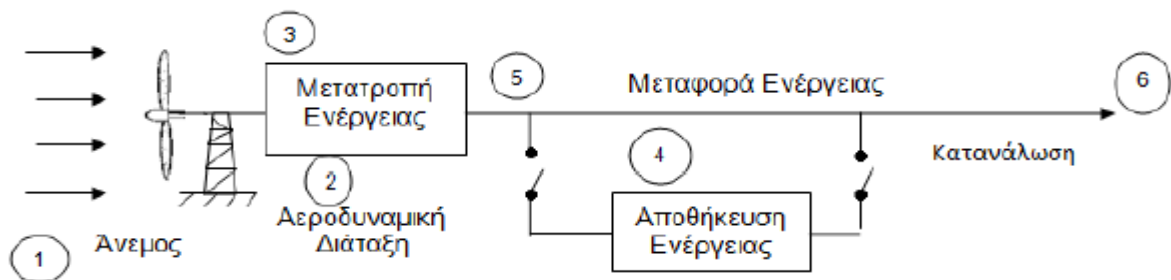 3
Μετατροπή
Ενέργειας
5
Μεταφορά Ενέργειας
6
2
Αεροδυναμική
Διάταξη
4
Αποθήκευση
Ενέργειας
Κατανάλωση
1
Άνεμος